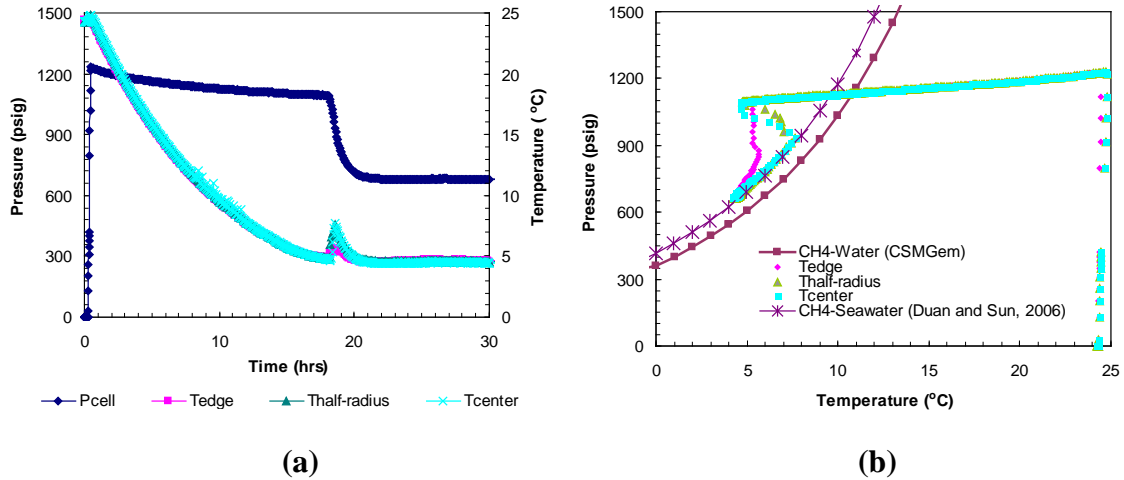 1500
1200
900
600
300
0
Pressure (psig)
25
20
15
10
5
0
Temperature ( °C)
0 10 20 30
Time (hrs)
Pcell Tedge Thalf-radius Tcenter
(a)
1500
1200
900
600
300
0
Pressure (psig)
CH4-Water (CSMGem)
Tedge
Thalf-radius
Tcenter
CH4-Seawater (Duan and Sun, 2006)
0 5 10 15 20 25
Temperature (°C)
(b)